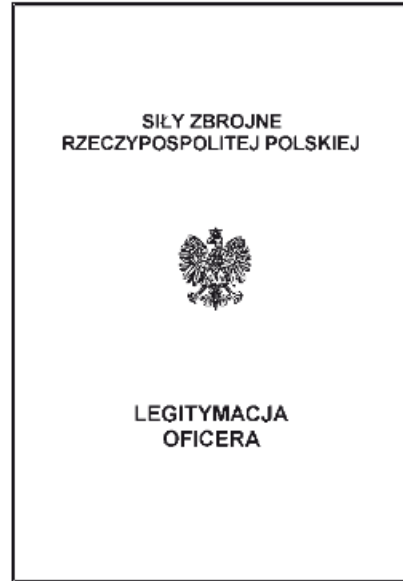 SIŁY ZBROJNE
RZECZYPOSPOLITEJ POLSKIEJ
LEGITYMACJA
OFICERA